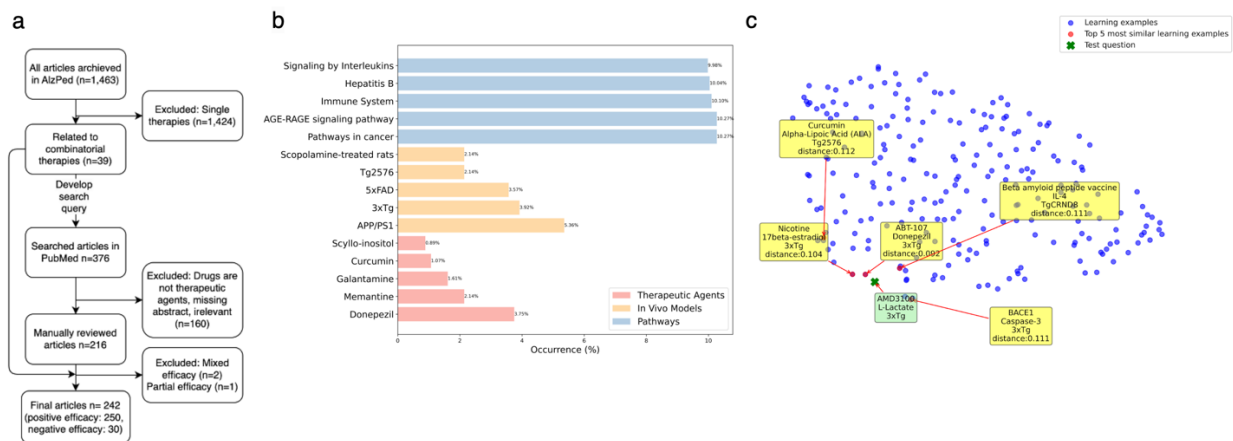 a
All articles archieved
in AlzPed (n=1,463)
Excluded: Single
therapies (n=1,424)
Related to
combinatorial
therapies (n=39)
Develop
search
query
Searched articles in
PubMed n=376
Excluded: Drugs are
not therapeutic
agents, missing
abstract, irelevant
(n=160)
Manually reviewed
articles n=216
Excluded: Mixed
efficacy (n=2)
Partial efficacy (n=1)
Final articles n= 242
(positive efficacy: 250,
negative efficacy: 30)
b
Signaling by Interleukins
9.98%
Hepatitis B
10.04%
Immune System
10.10%
AGE-RAGE signaling pathway
10.27%
Pathways in cancer
10.27%
Scopolamine-treated rats
2.14%
Tg2576
2.14%
5xFAD
3.57%
3xTg
3.92%
APP/PS1
5.36%
Scyllo-inositol
0.89%
Curcumin
1.07%
Galantamine
1.61%
Memantine
2.14%
Donepezil
3.75%
Therapeutic Agents
In Vivo Models
Pathways
0 2 4 6 8 10
Occurrence (%)
c
Learning examples
Top 5 most similar learning examples
Test question
Curcumin
Alpha-Lipoic Acid (ALA)
Tg2576
distance:0.112
Beta amyloid peptide vaccine
IL-4
TgCRND8
distance:0.111
Nicotine
17beta-estradiol
3xTg
distance:0.104
ABT-107
Donepezil
3xTg
distance:0.092
AMD3100
L-Lactate
3xTg
BACE1
Caspase-3
3xTg
distance:0.111